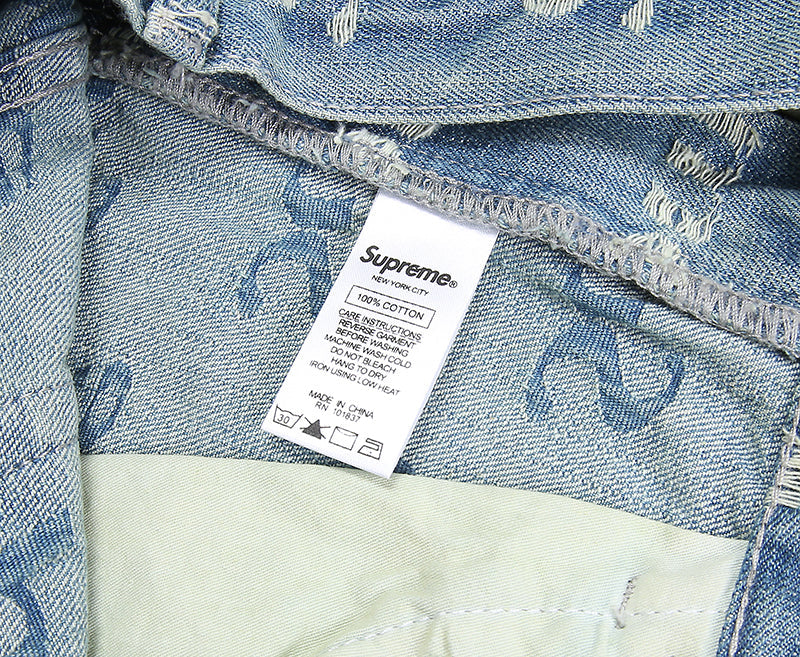 Supreme®
NEW YORK CITY
100% COTTON
CARE INSTRUCTIONS
REVERSE GARMENT
BEFORE WASHING
MACHINE WASH COLD
DO NOT BLEACH
HANG TO DRY
IRON USING LOW HEAT
MADE IN CHINA
RN 101837
30